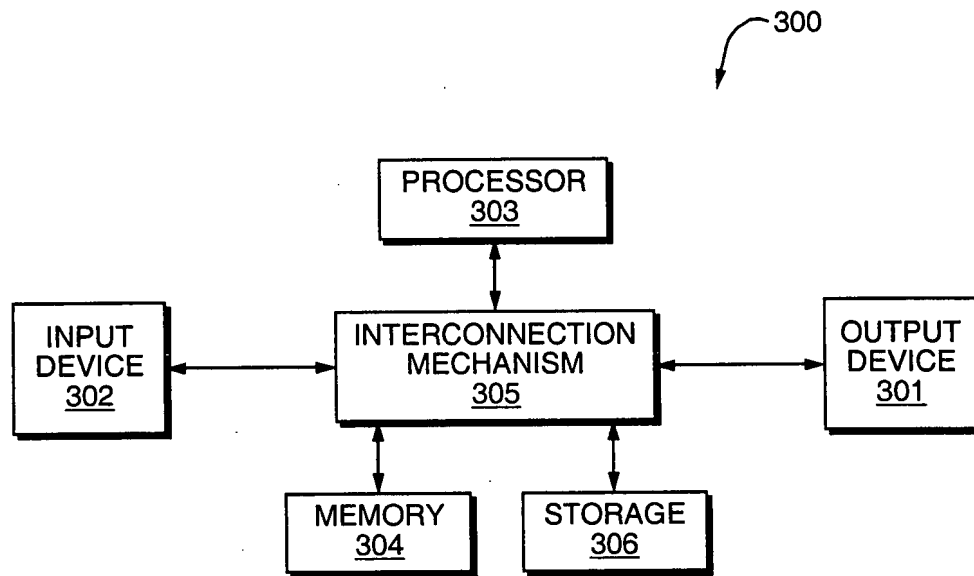 300
PROCESSOR
303
INPUT
DEVICE
302
INTERCONNECTION
MECHANISM
305
OUTPUT
DEVICE
301
MEMORY
304
STORAGE
306